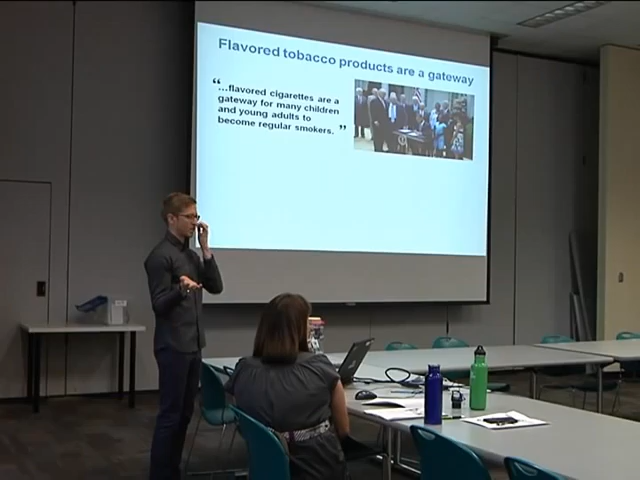 Flavored tobacco products are a gateway
“...flavored cigarettes are a
gateway for many children
and young adults to
become regular smokers. ”